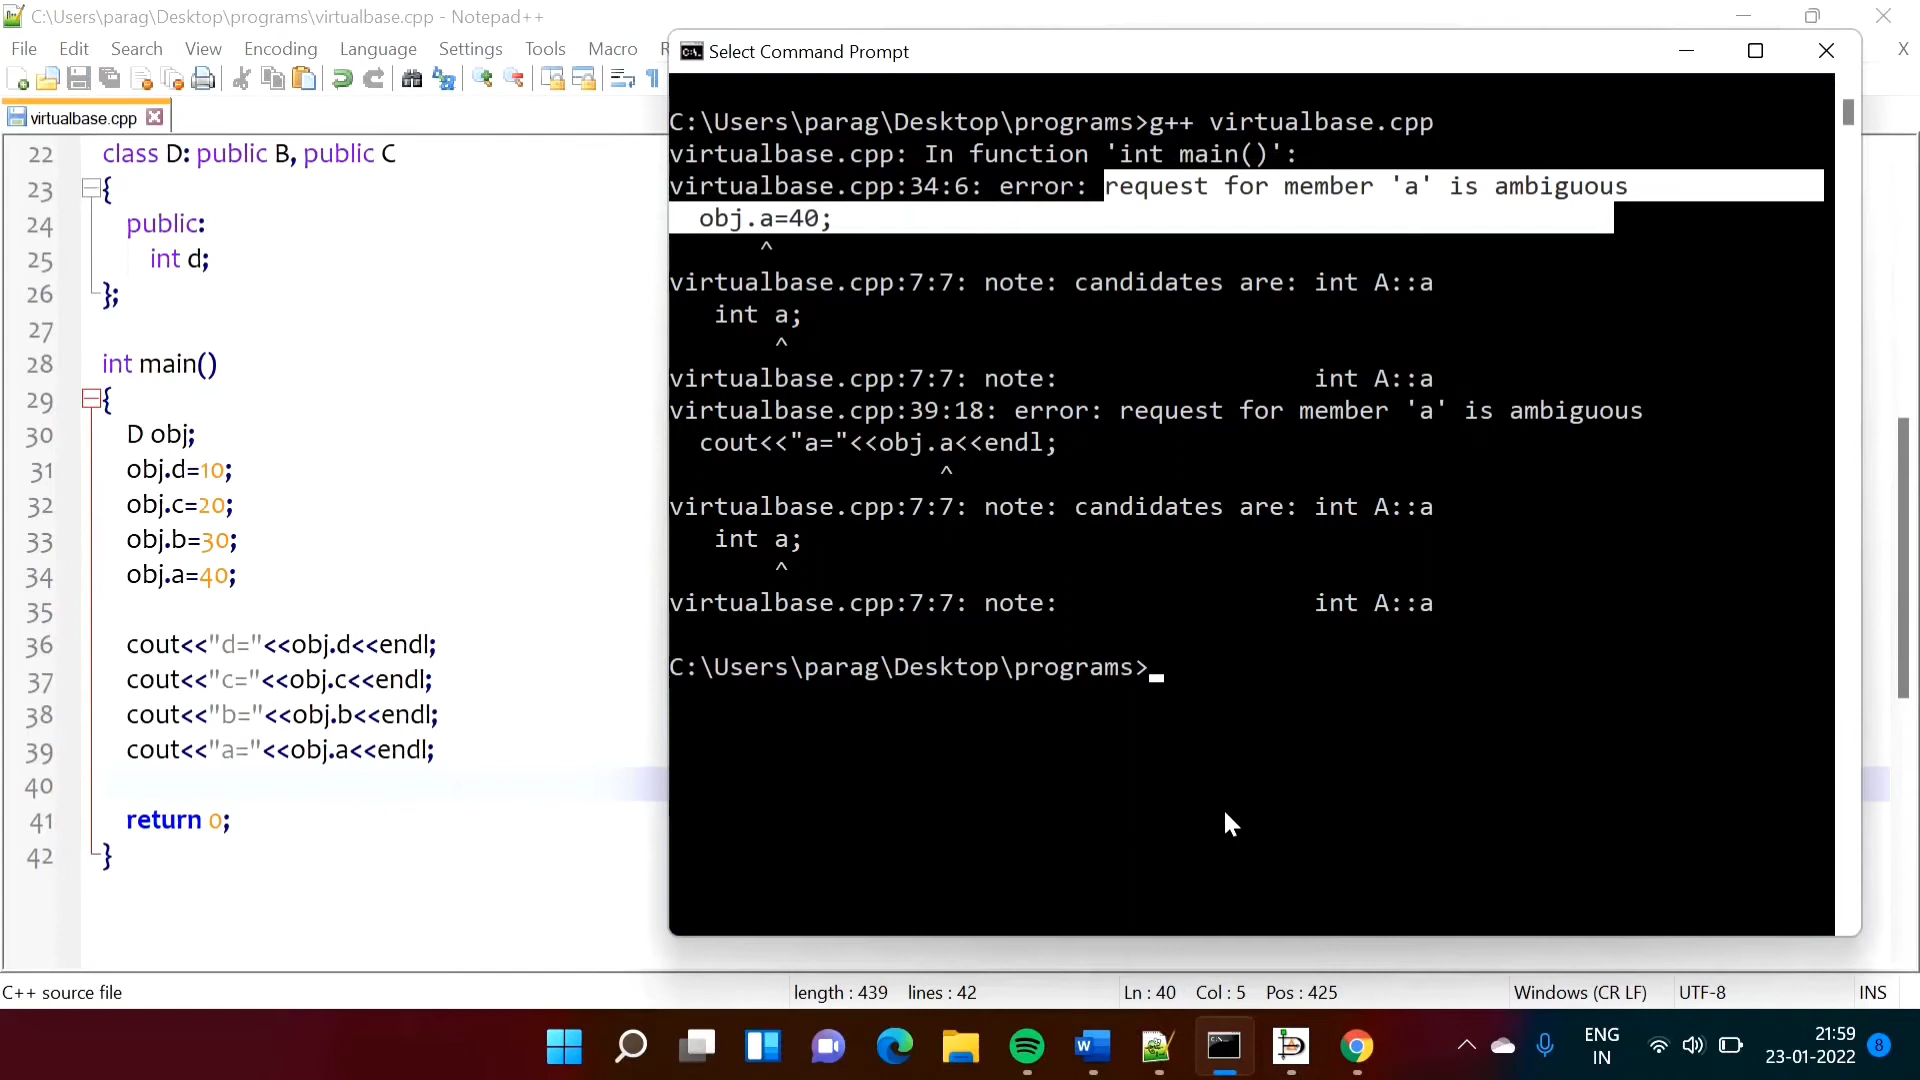 C:\Users\parag\Desktop\programs\virtualbase.cpp - Notepad++
File Edit Search View Encoding Language Settings Tools Macro
X
virtualbase.cpp
22 class D: public B, public C
23 {
24 public:
25 int d;
26 };
27
28 int main()
29 {
30 D obj;
31 obj.d=10;
32 obj.c=20;
33 obj.b=30;
34 obj.a=40;
35
36 cout<<"d="<<obj.d<<endl;
37 cout<<"c="<<obj.c<<endl;
38 cout<<"b="<<obj.b<<endl;
39 cout<<"a="<<obj.a<<endl;
40
41 return 0;
42 }
Select Command Prompt
C:\Users\parag\Desktop\programs>g++ virtualbase.cpp
virtualbase.cpp: In function 'int main()':
virtualbase.cpp:34:6: error: request for member 'a' is ambiguous
obj.a=40;
^
virtualbase.cpp:7:7: note: candidates are: int A::a
int a;
^
virtualbase.cpp:7:7: note: int A::a
virtualbase.cpp:39:18: error: request for member 'a' is ambiguous
cout<<"a="<<obj.a<<endl;
^
virtualbase.cpp:7:7: note: candidates are: int A::a
int a;
^
virtualbase.cpp:7:7: note: int A::a
C:\Users\parag\Desktop\programs>_
C++ source file length : 439 lines : 42 Ln : 40 Col : 5 Pos : 425 Windows (CR LF) UTF-8 INS
ENG
IN
21:59
23-01-2022
8